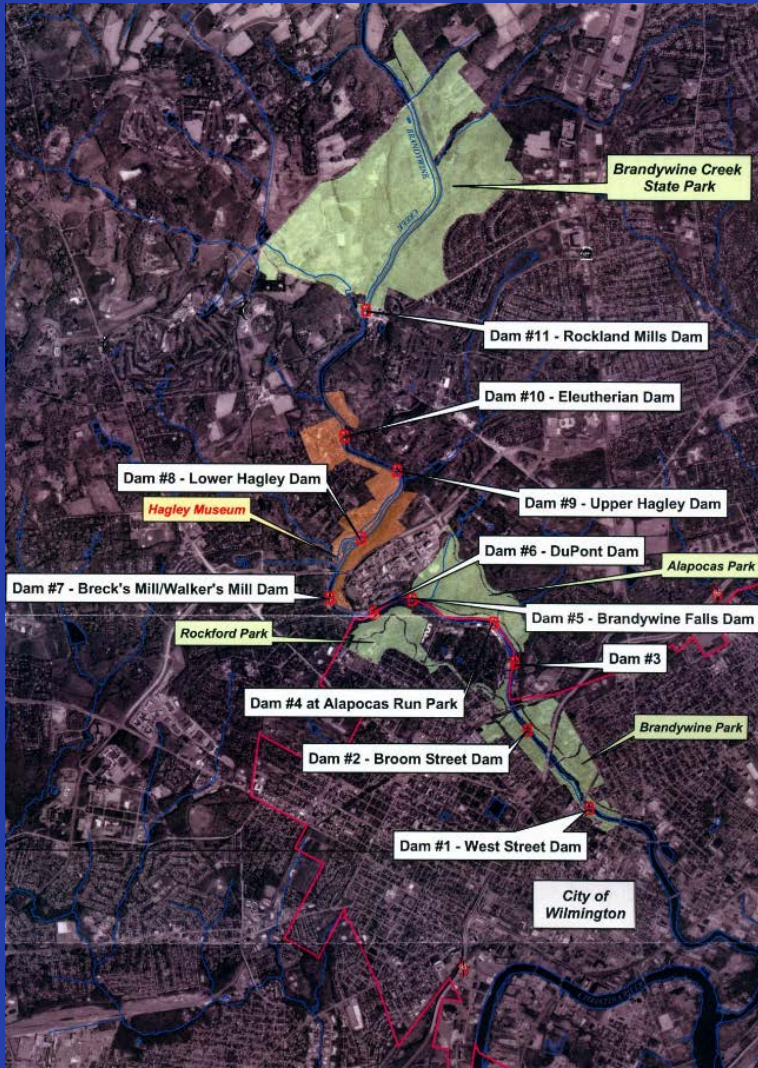 BRANDYWINE
CREEK
Brandywine Creek
State Park
Dam #11 - Rockland Mills Dam
Dam #10 - Eleutherian Dam
Dam #8 - Lower Hagley Dam
Dam #9 - Upper Hagley Dam
Hagley Museum
Dam #6 - DuPont Dam
Alapocas Park
Dam #7 - Breck's Mill/Walker's Mill Dam
Dam #5 - Brandywine Falls Dam
Rockford Park
Dam #3
Dam #4 at Alapocas Run Park
Brandywine Park
Dam #2 - Broom Street Dam
Dam #1 - West Street Dam
City of
Wilmington